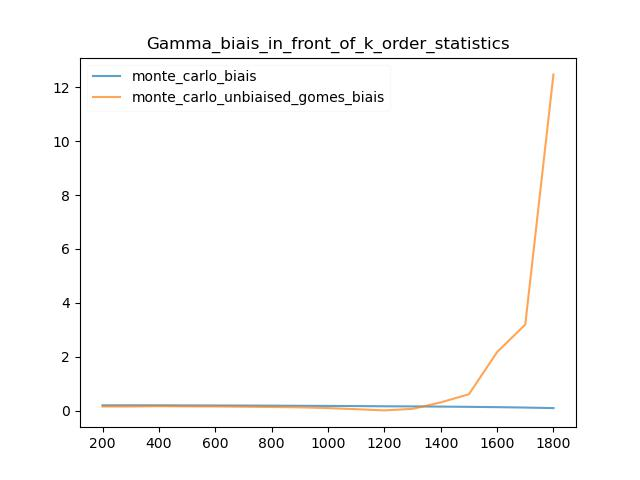 Gamma_biais_in_front_of_k_order_statistics
monte_carlo_biais
monte_carlo_unbiaised_gomes_biais
12
10
8
6
4
2
0
200 400 600 800 1000 1200 1400 1600 1800